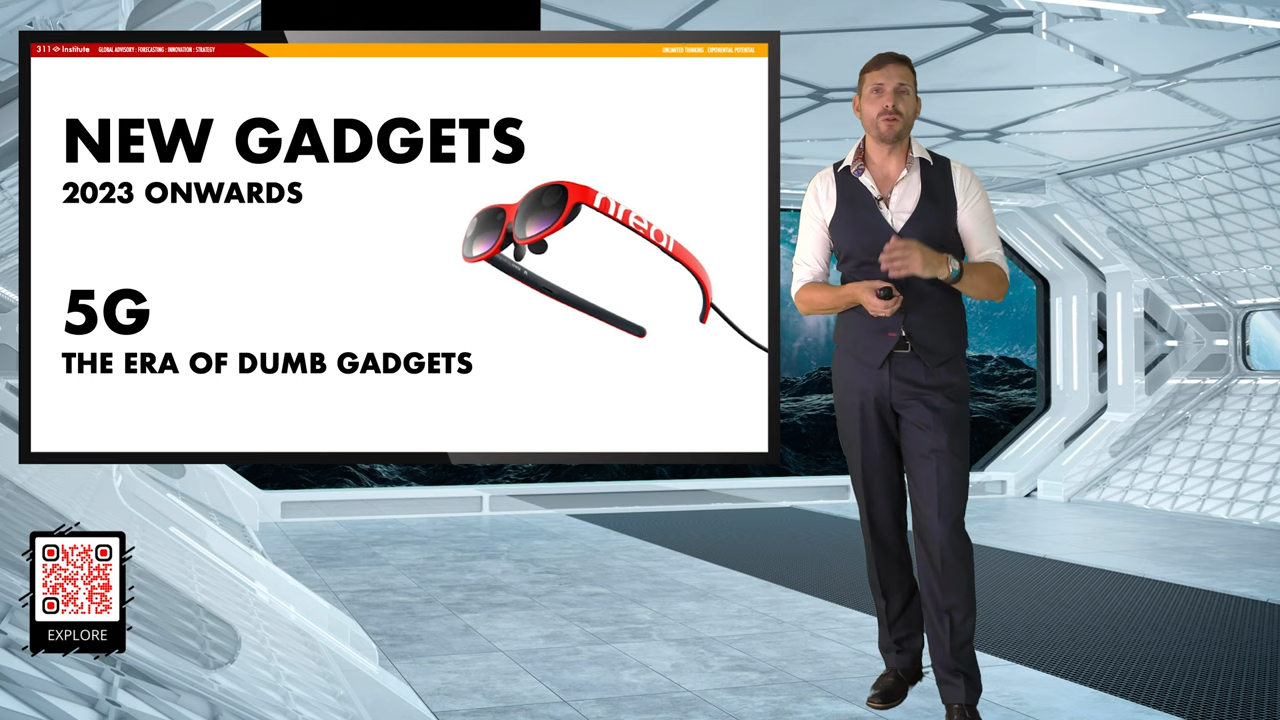 311 Institute
GLOBAL ADVISORY : FORECASTING : INNOVATION : STRATEGY
UNLIMITED THINKING . EXPONENTIAL POTENTIAL
NEW GADGETS
2023 ONWARDS
nreal
5G
THE ERA OF DUMB GADGETS
EXPLORE